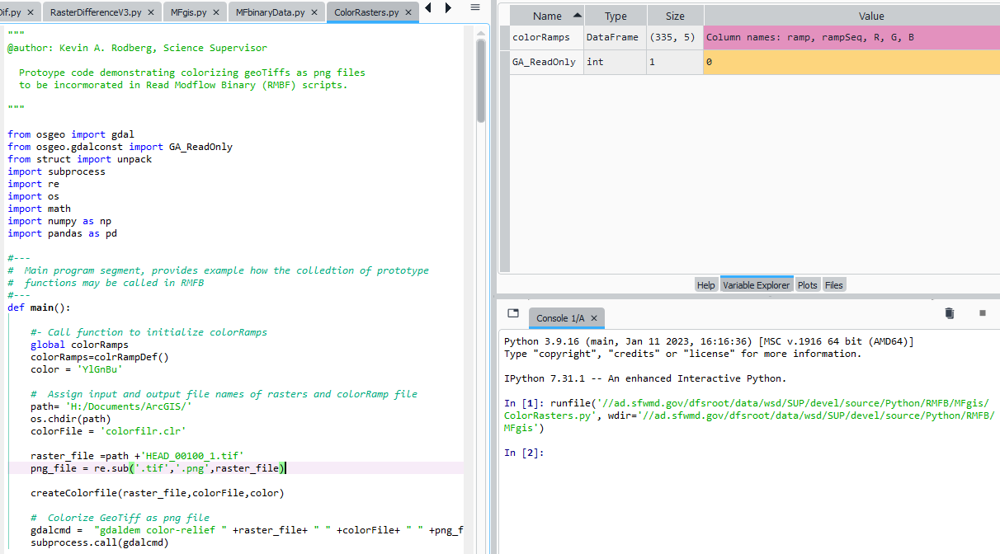 Dif.py ×
RasterDifferenceV3.py ×
MFgis.py ×
MFbinaryData.py ×
ColorRasters.py ×
"""
@author: Kevin A. Rodberg, Science Supervisor
Protoype code demonstrating colorizing geoTiffs as png files
to be incormorated in Read Modflow Binary (RMBF) scripts.
"""
from osgeo import gdal
from osgeo.gdalconst import GA_ReadOnly
from struct import unpack
import subprocess
import re
import os
import math
import numpy as np
import pandas as pd
#---
#  Main program segment, provides example how the colledtion of prototype
#  functions may be called in RMFB
#---
def main():
#- Call function to initialize colorRamps
global colorRamps
colorRamps=colrRampDef()
color = 'YlGnBu'
#  Assign input and output file names of rasters and colorRamp file
path= 'H:/Documents/ArcGIS/'
os.chdir(path)
colorFile = 'colorfilr.clr'
raster_file =path +'HEAD_00100_1.tif'
png_file = re.sub('.tif','.png',raster_file)
createColorfile(raster_file,colorFile,color)
#  Colorize GeoTiff as png file
gdalcmd =  "gdaldem color-relief " +raster_file+ " " +colorFile+ " " +png_f
subprocess.call(gdalcmd)
Name Type Size Value
colorRamps DataFrame (335, 5) Column names: ramp, rampSeq, R, G, B
GA_ReadOnly int 1 0
Help Variable Explorer Plots Files
Console 1/A ×
Python 3.9.16 (main, Jan 11 2023, 16:16:36) [MSC v.1916 64 bit (AMD64)]
Type "copyright", "credits" or "license" for more information.
IPython 7.31.1 -- An enhanced Interactive Python.
In [1]: runfile('//ad.sfwmd.gov/dfsroot/data/wsd/SUP/devel/source/Python/RMFB/MFgis/
ColorRasters.py', wdir='//ad.sfwmd.gov/dfsroot/data/wsd/SUP/devel/source/Python/RMFB/
MFgis')
In [2]: